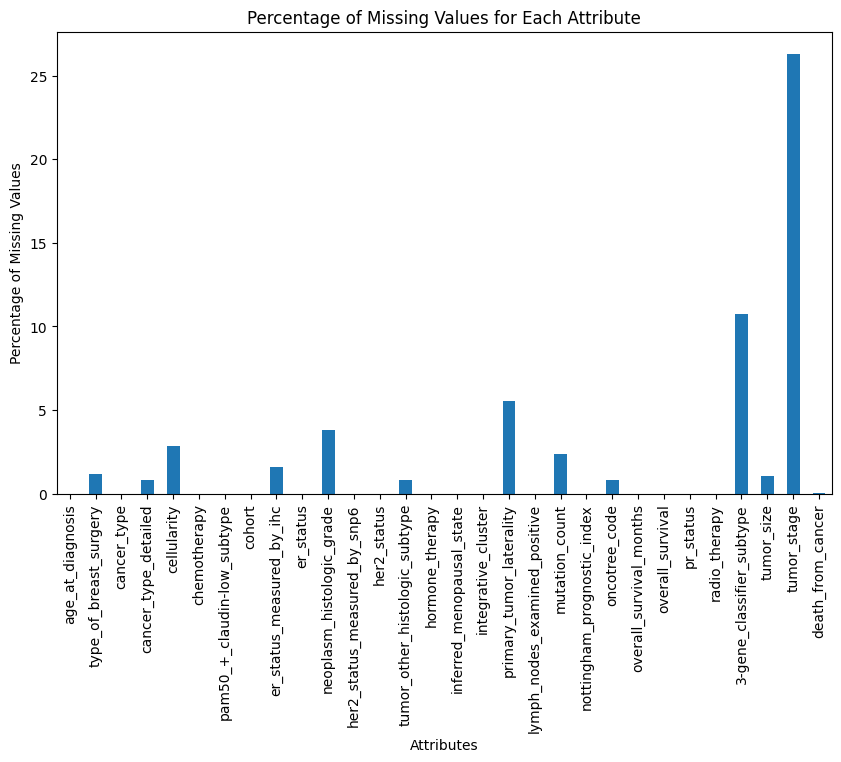 Percentage of Missing Values for Each Attribute
Percentage of Missing Values
25
20
15
10
5
0
age_at_diagnosis
type_of_breast_surgery
cancer_type
cancer_type_detailed
cellularity
chemotherapy
pam50_+_claudin-low_subtype
cohort
er_status_measured_by_ihc
er_status
neoplasm_histologic_grade
her2_status_measured_by_snp6
her2_status
tumor_other_histologic_subtype
hormone_therapy
inferred_menopausal_state
integrative_cluster
primary_tumor_laterality
lymph_nodes_examined_positive
mutation_count
nottingham_prognostic_index
oncotree_code
overall_survival_months
overall_survival
pr_status
radio_therapy
3-gene_classifier_subtype
tumor_size
tumor_stage
death_from_cancer
Attributes